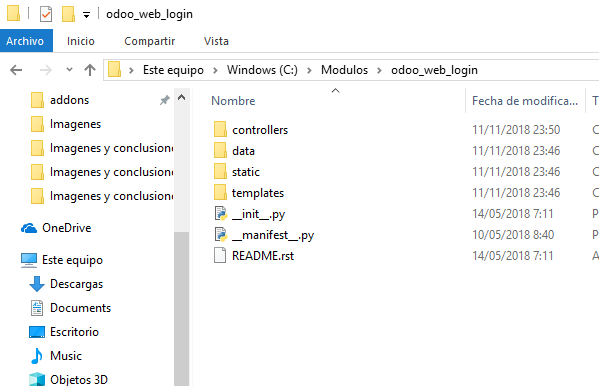 odoo_web_login
Archivo Inicio Compartir Vista
Este equipo > Windows (C:) > Modulos > odoo_web_login
addons
Imagenes
Imagenes y conclusione
Imagenes y conclusione
Imagenes y conclusione
OneDrive
Este equipo
Descargas
Documents
Escritorio
Music
Objetos 3D
Nombre Fecha de modifica... T
controllers 11/11/2018 23:50 C
data 11/11/2018 23:46 C
static 11/11/2018 23:46 C
templates 11/11/2018 23:46 C
__init__.py 14/05/2018 7:11 P
__manifest__.py 10/05/2018 8:40 P
README.rst 14/05/2018 7:11 A